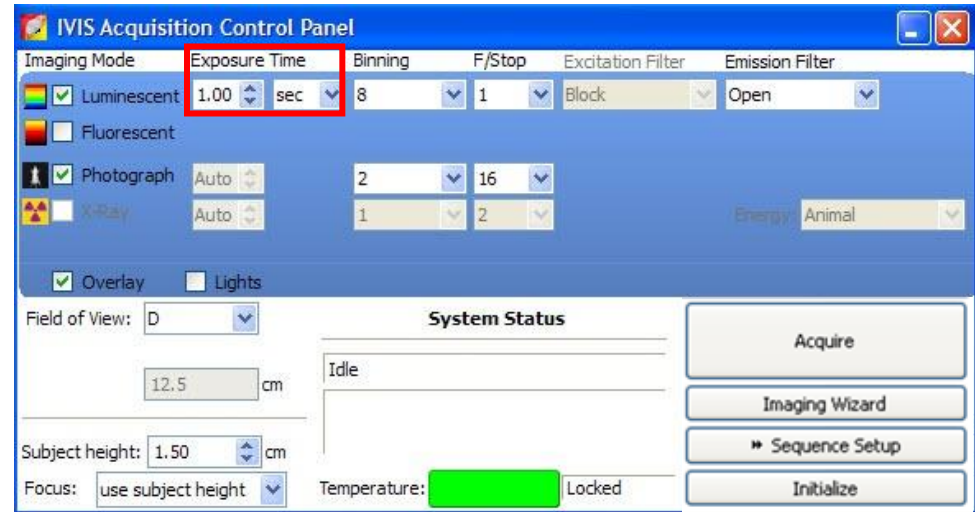 IVIS Acquisition Control Panel
Imaging Mode Exposure Time Binning F/Stop Excitation Filter Emission Filter
Luminescent 1.00 sec 8 1 Block Open
Fluorescent
Photograph Auto 2 16
X-Ray Auto 1 2 Energy: Animal
Overlay Lights
Field of View: D System Status
Acquire
Idle
12.5 cm
Imaging Wizard
Subject height: 1.50 cm Sequence Setup
Focus: use subject height Temperature: Locked Initialize